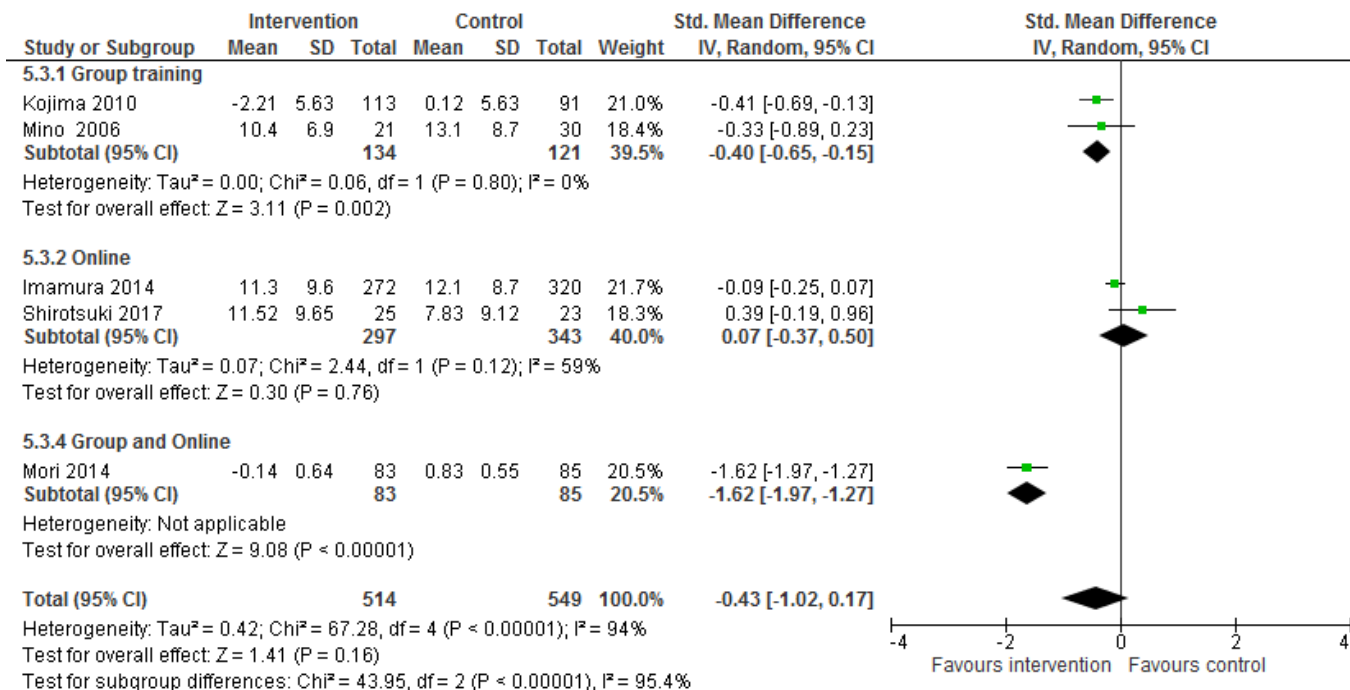 Intervention Control Std. Mean Difference Std. Mean Difference
Study or Subgroup Mean SD Total Mean SD Total Weight IV, Random, 95% CI IV, Random, 95% CI
5.3.1 Group training
Kojima 2010 -2.21 5.63 113 0.12 5.63 91 21.0% -0.41 [-0.69, -0.13]
Mino 2006 10.4 6.9 21 13.1 8.7 30 18.4% -0.33 [-0.89, 0.23]
Subtotal (95% CI) 134 121 39.5% -0.40 [-0.65, -0.15]
Heterogeneity: Tau² = 0.00; Chi² = 0.06, df = 1 (P = 0.80); I² = 0%
Test for overall effect: Z = 3.11 (P = 0.002)
5.3.2 Online
Imamura 2014 11.3 9.6 272 12.1 8.7 320 21.7% -0.09 [-0.25, 0.07]
Shirotsuki 2017 11.52 9.65 25 7.83 9.12 23 18.3% 0.39 [-0.19, 0.96]
Subtotal (95% CI) 297 343 40.0% 0.07 [-0.37, 0.50]
Heterogeneity: Tau² = 0.07; Chi² = 2.44, df = 1 (P = 0.12); I² = 59%
Test for overall effect: Z = 0.30 (P = 0.76)
5.3.4 Group and Online
Mori 2014 -0.14 0.64 83 0.83 0.55 85 20.5% -1.62 [-1.97, -1.27]
Subtotal (95% CI) 83 85 20.5% -1.62 [-1.97, -1.27]
Heterogeneity: Not applicable
Test for overall effect: Z = 9.08 (P < 0.00001)
Total (95% CI) 514 549 100.0% -0.43 [-1.02, 0.17]
Heterogeneity: Tau² = 0.42; Chi² = 67.28, df = 4 (P < 0.00001); I² = 94%
Test for overall effect: Z = 1.41 (P = 0.16)
Test for subgroup differences: Chi² = 43.95, df = 2 (P < 0.00001), I² = 95.4%
-4 -2 0 2 4
Favours intervention Favours control